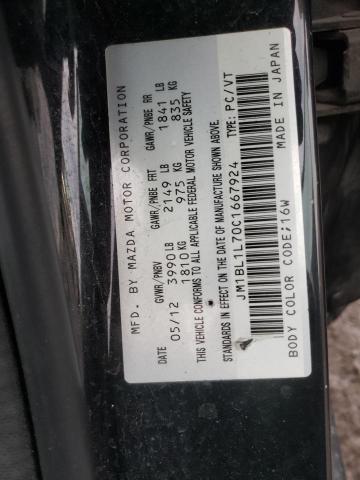 MFD. BY MAZDA MOTOR CORPORATION
GVWR/PNBV GAWR/PNBE FRT GAWR/PNBE RR
DATE 05/12 3990 LB 2149 LB 1841 LB
1810 KG 975 KG 835 KG
THIS VEHICLE CONFORMS TO ALL APPLICABLE FEDERAL MOTOR VEHICLE SAFETY
STANDARDS IN EFFECT ON THE DATE OF MANUFACTURE SHOWN ABOVE.
JM1BL1L70C1667924 TYPE: PC/VT
BODY COLOR CODE;16W MADE IN JAPAN